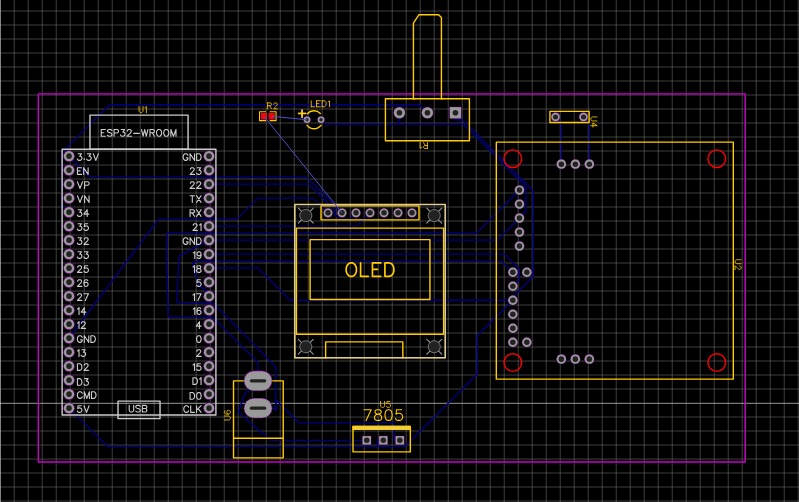 U1
R2
LED1
+
U4
R1
ESP32-WROOM
3.3V GND
EN 23
VP 22
VN TX
34 RX
35 21
32 GND
33 19
25 18
26 5
27 17
14 16
12 4
GND 0
13 2
D2 15
D3 D1
CMD D0
5V CLK
USB
OLED
U2
U6
U5
7805